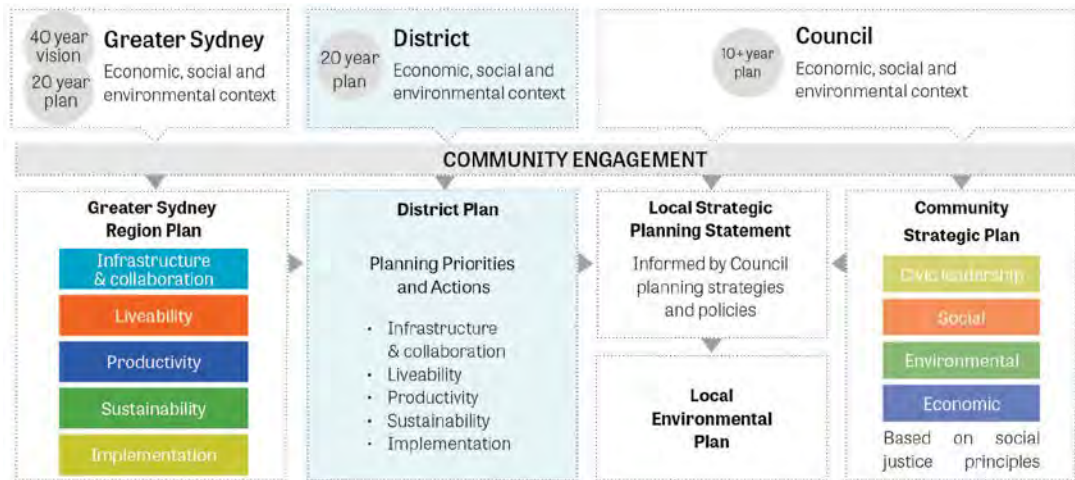 40 year
vision
20 year
plan
Greater Sydney
Economic, social and
environmental context
20 year
plan
District
Economic, social and
environmental context
10+ year
plan
Council
Economic, social and
environmental context
COMMUNITY ENGAGEMENT
Greater Sydney
Region Plan
Infrastructure
& collaboration
Liveability
Productivity
Sustainability
Implementation
District Plan
Planning Priorities
and Actions
• Infrastructure
& collaboration
• Liveability
• Productivity
• Sustainability
• Implementation
Local Strategic
Planning Statement
Informed by Council
planning strategies
and policies
Local
Environmental
Plan
Community
Strategic Plan
Civic leadership
Social
Environmental
Economic
Based on social
justice principles